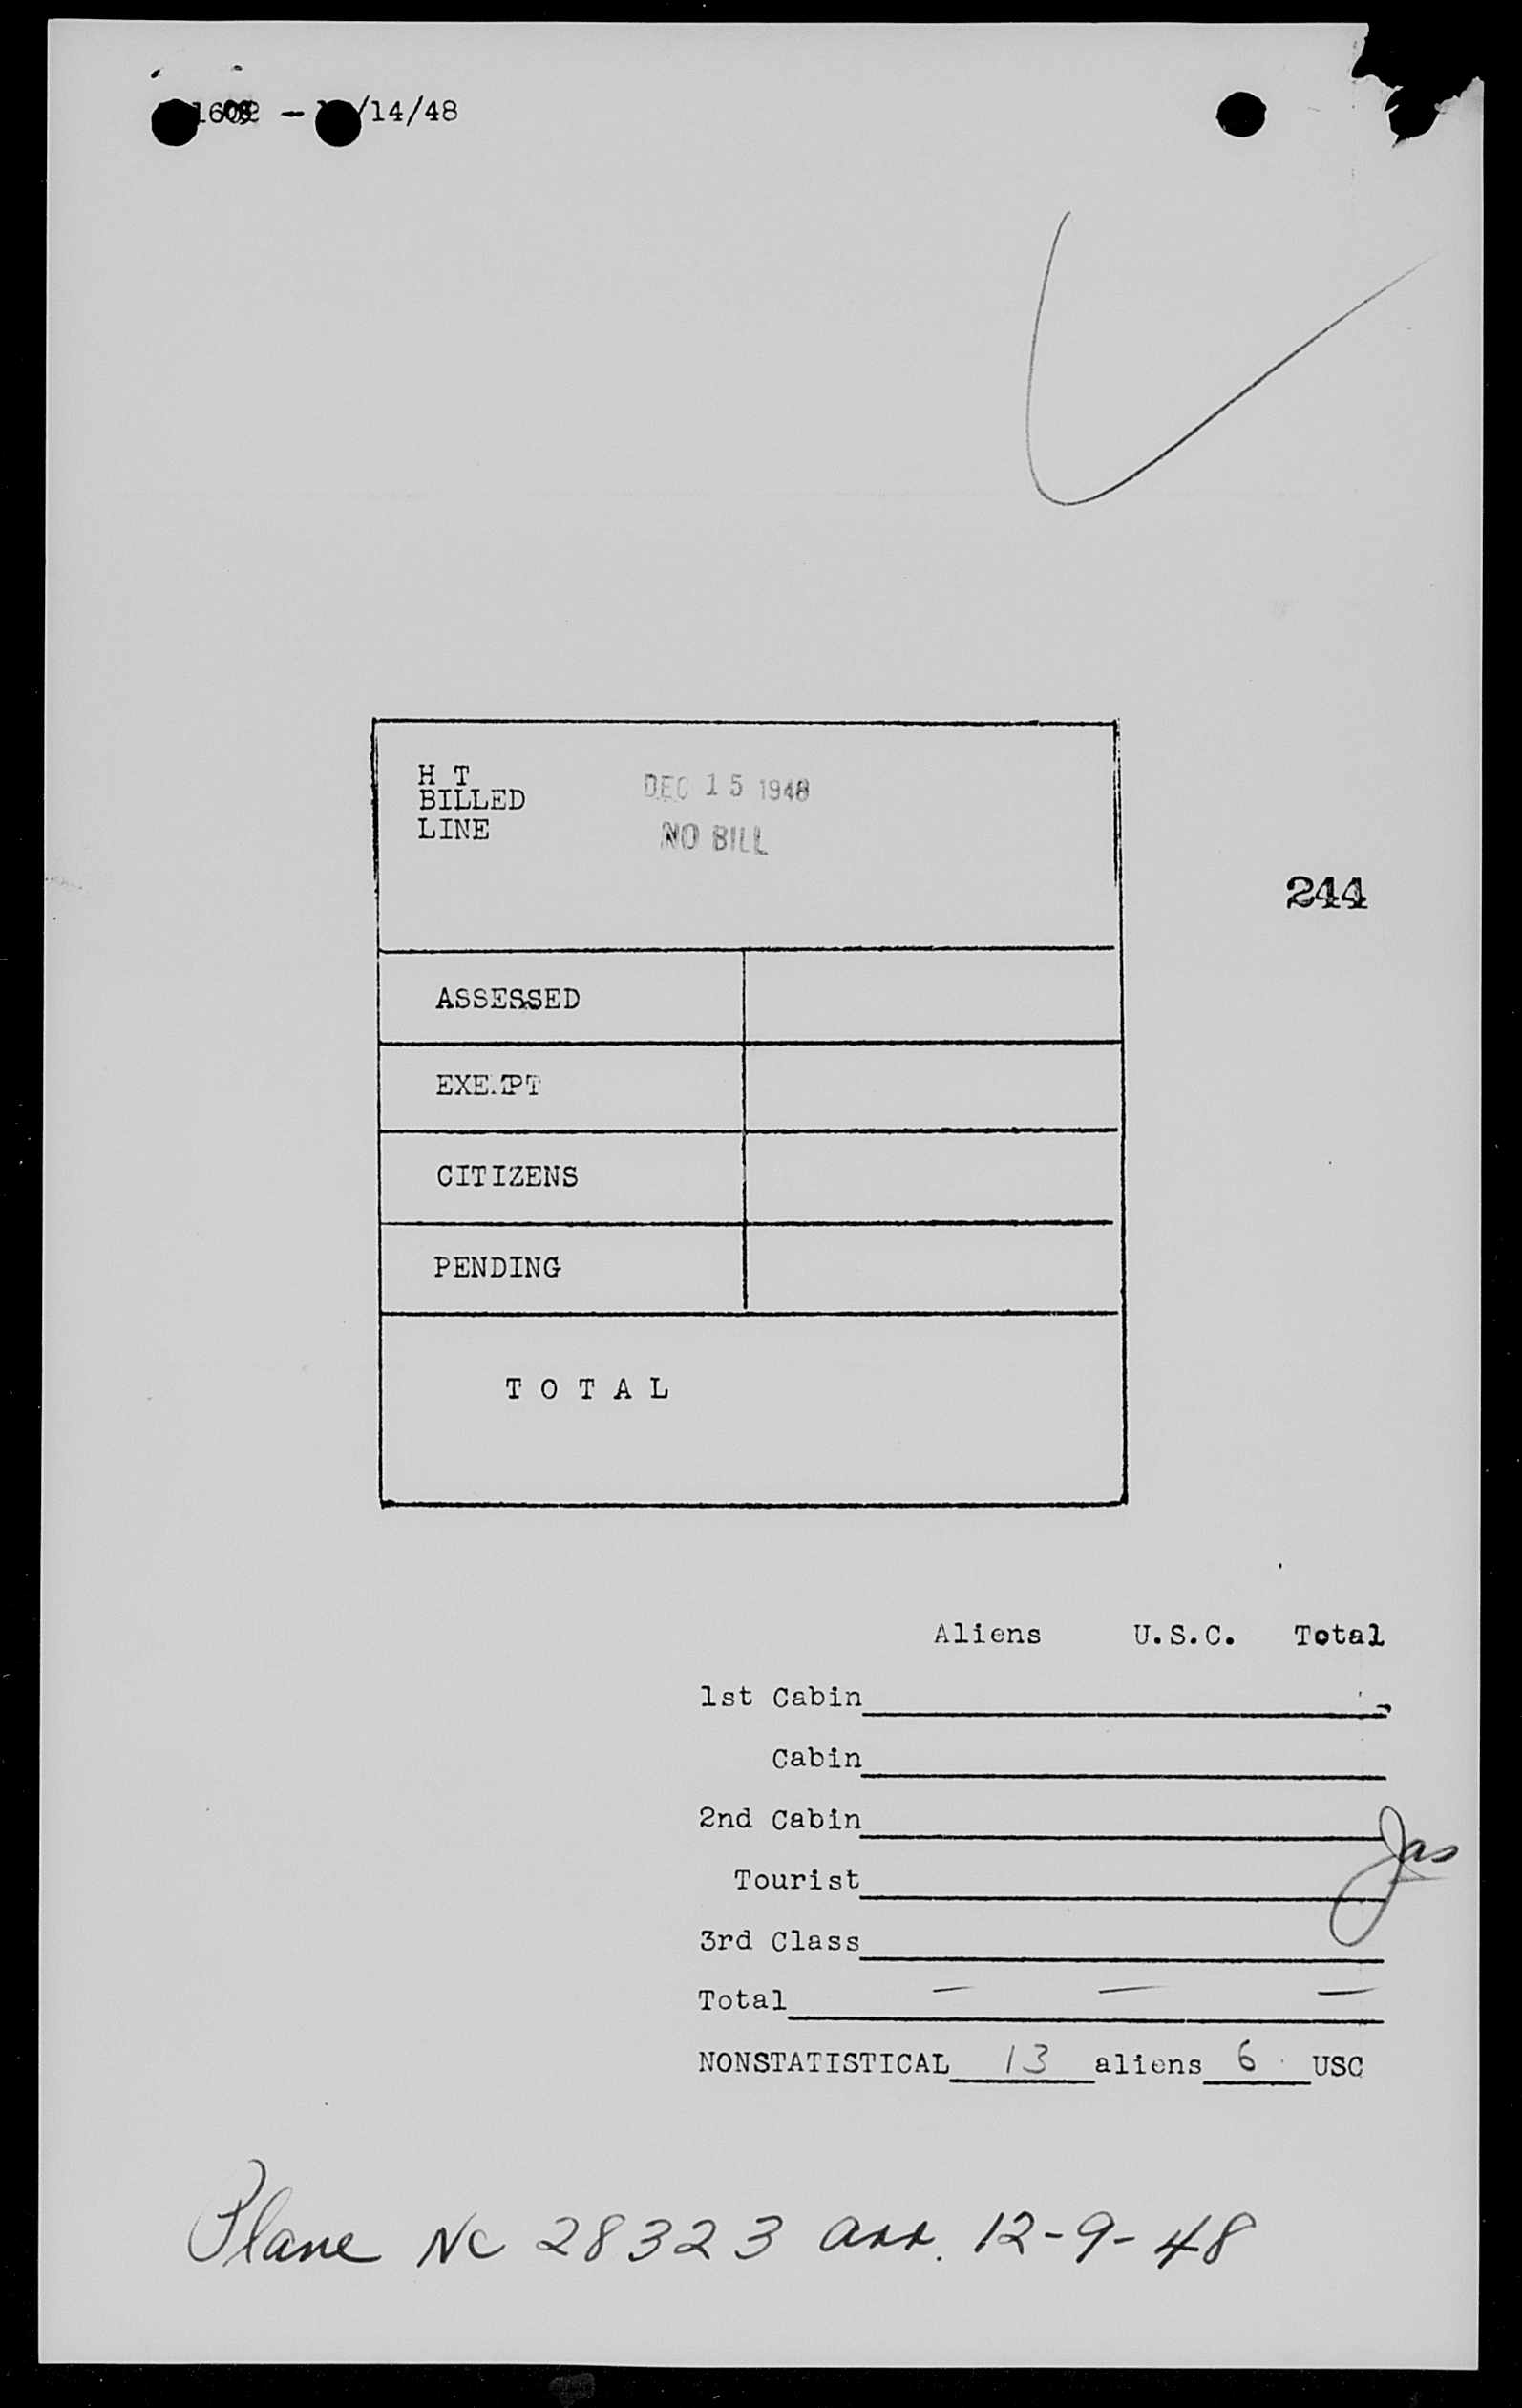 /14/48
H T
BILLED
LINE
DEC 15 1948
NO BILL
244
ASSESSED
EXEMPT
CITIZENS
PENDING
T O T A L
Aliens U.S.C. Total
1st Cabin
Cabin
2nd Cabin
Tourist
Jas
3rd Class
Total — — —
NONSTATISTICAL 13 aliens 6 USC
Plane NC 28323 arr. 12-9-48